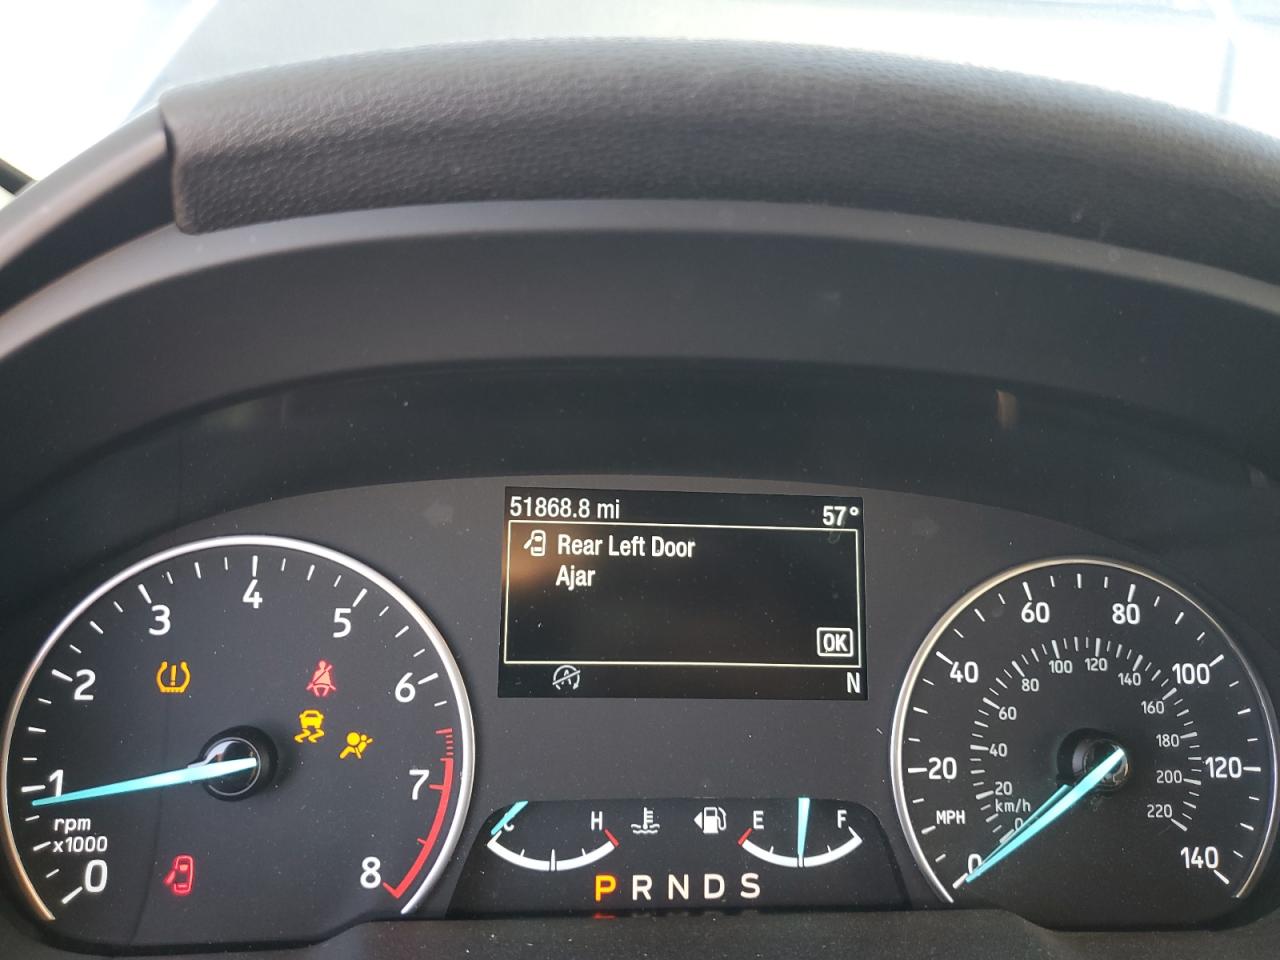 51868.8 mi 57°
Rear Left Door
Ajar
OK
N
0 1 2 3 4 5 6 7 8
rpm
x1000
C H E F
P R N D S
0 20 40 60 80 100 120 140
MPH
0 20 40 60 80 100 120 140 160 180 200 220
km/h